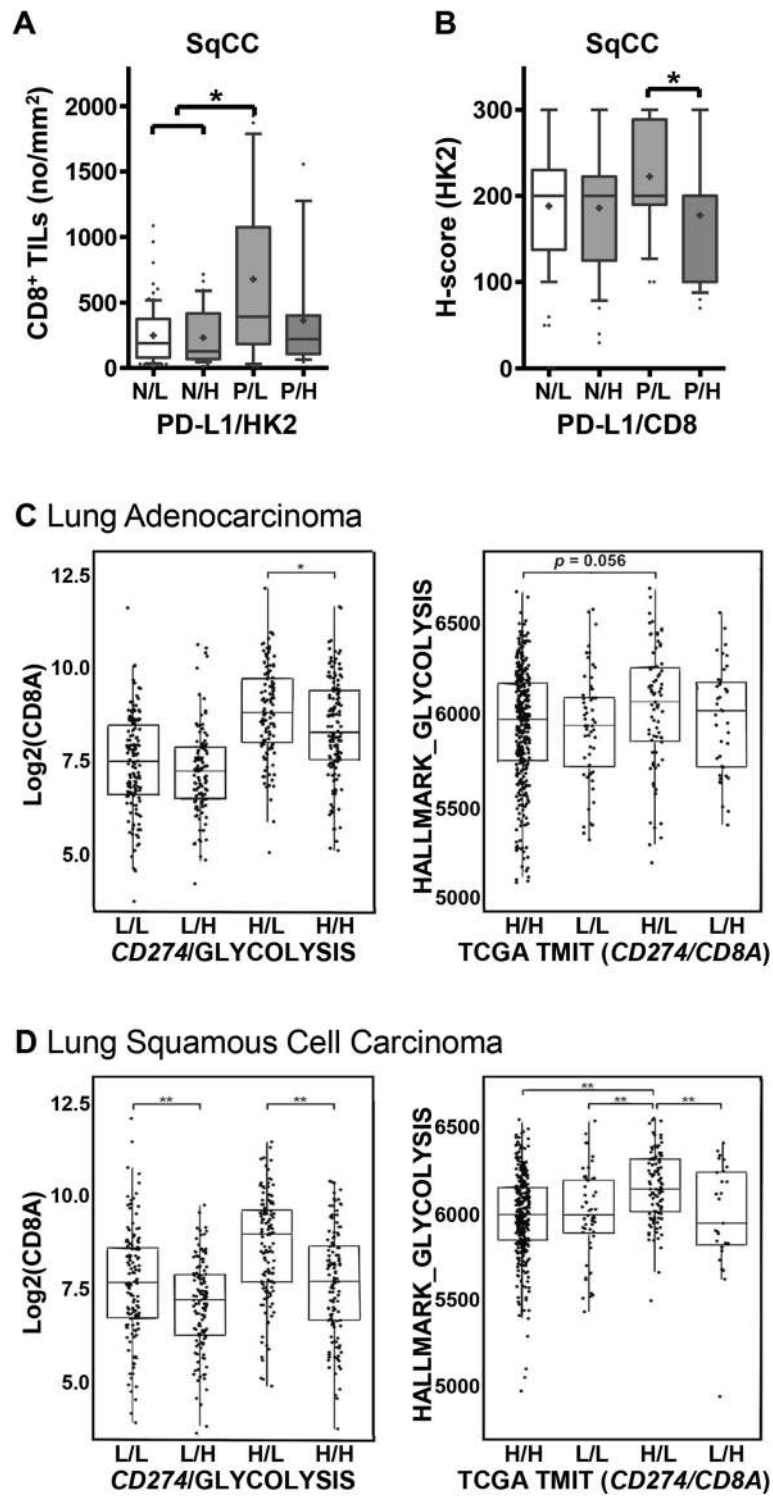 A
SqCC
CD8+ TILs (no/mm²)
2000
1500
1000
500
0
*
N/L N/H P/L P/H
PD-L1/HK2
B
SqCC
H-score (HK2)
300
200
100
0
*
N/L N/H P/L P/H
PD-L1/CD8
C Lung Adenocarcinoma
Log2(CD8A)
12.5
10.0
7.5
5.0
*
L/L L/H H/L H/H
CD274/GLYCOLYSIS
HALLMARK_GLYCOLYSIS
6500
6000
5500
5000
p = 0.056
H/H L/L H/L L/H
TCGA TMIT (CD274/CD8A)
D Lung Squamous Cell Carcinoma
Log2(CD8A)
12.5
10.0
7.5
5.0
** **
L/L L/H H/L H/H
CD274/GLYCOLYSIS
HALLMARK_GLYCOLYSIS
6500
6000
5500
5000
**
** **
H/H L/L H/L L/H
TCGA TMIT (CD274/CD8A)